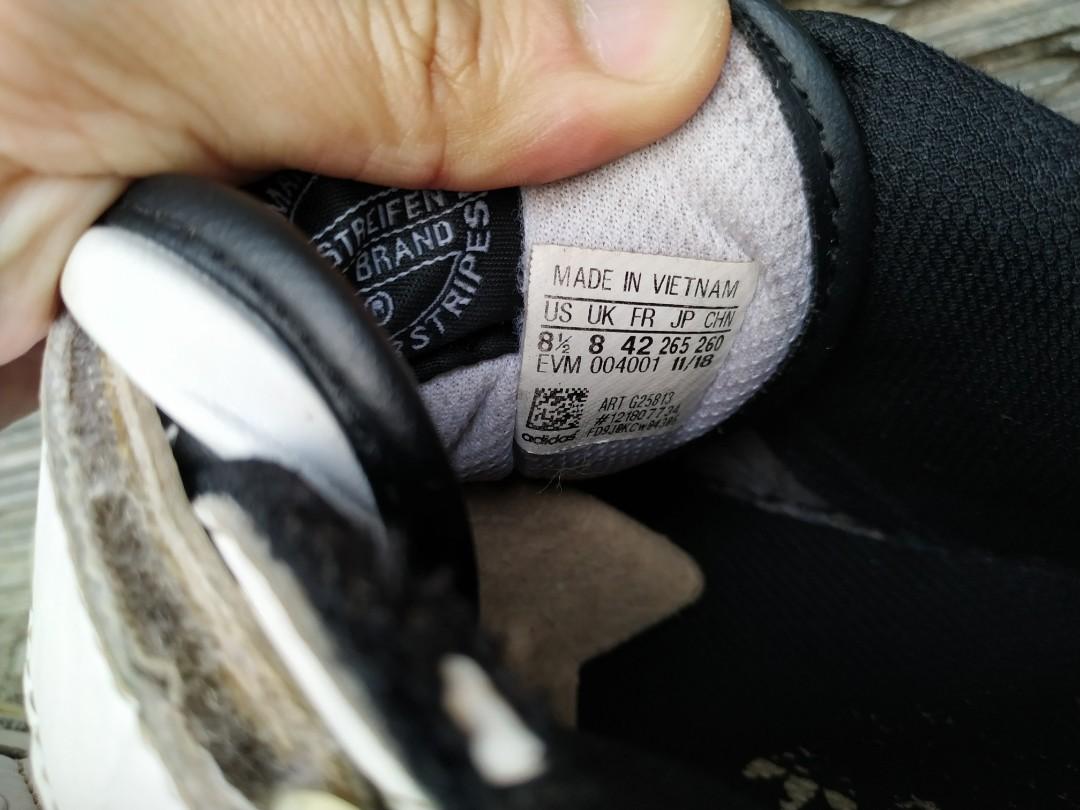 STREIFEN
BRAND
®
STRIPES
MADE IN VIETNAM
US UK FR JP CHN
8½ 8 42 265 260
EVM 004001 11/18
ART G25813
#121807734
adidas